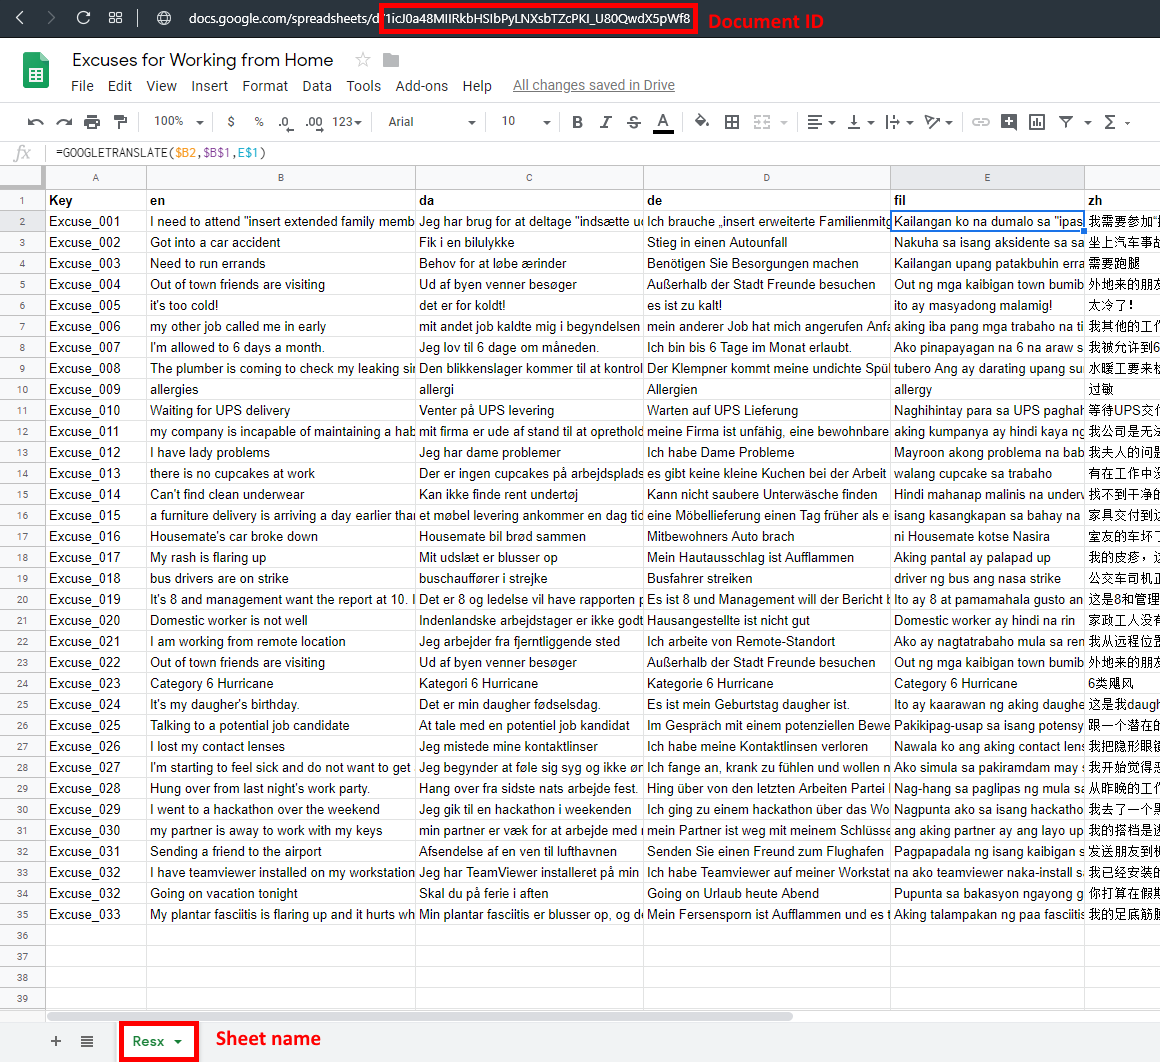 docs.google.com/spreadsheets/d/1icJ0a48MIIRkbHSIbPyLNXsbTZcPKI_U80QwdX5pWf8 Document ID
Excuses for Working from Home
File Edit View Insert Format Data Tools Add-ons Help All changes saved in Drive
100% $ % .0 .00 123 Arial 10 B I S A
fx =GOOGLETRANSLATE($B2,$B$1,E$1)
A B C D E
1 Key en da de fil zh
2 Excuse_001 I need to attend "insert extended family memb Jeg har brug for at deltage "indsætte ud Ich brauche „insert erweiterte Familienmitg Kailangan ko na dumalo sa "ipas 我需要参加“
3 Excuse_002 Got into a car accident Fik i en bilulykke Stieg in einen Autounfall Nakuha sa isang aksidente sa sa 坐上汽车事故
4 Excuse_003 Need to run errands Behov for at løbe ærinder Benötigen Sie Besorgungen machen Kailangan upang patakbuhin erra 需要跑腿
5 Excuse_004 Out of town friends are visiting Ud af byen venner besøger Außerhalb der Stadt Freunde besuchen Out ng mga kaibigan town bumib 外地来的朋友
6 Excuse_005 it's too cold! det er for koldt! es ist zu kalt! ito ay masyadong malamig! 太冷了！
7 Excuse_006 my other job called me in early mit andet job kaldte mig i begyndelsen mein anderer Job hat mich angerufen Anfa aking iba pang mga trabaho na ti 我其他的工作
8 Excuse_007 I'm allowed to 6 days a month. Jeg lov til 6 dage om måneden. Ich bin bis 6 Tage im Monat erlaubt. Ako pinapayagan na 6 na araw s 我被允许到6
9 Excuse_008 The plumber is coming to check my leaking sin Den blikkenslager kommer til at kontrol Der Klempner kommt meine undichte Spül tubero Ang ay darating upang sur 水暖工要来检
10 Excuse_009 allergies allergi Allergien allergy 过敏
11 Excuse_010 Waiting for UPS delivery Venter på UPS levering Warten auf UPS Lieferung Naghihintay para sa UPS paghah 等待UPS交付
12 Excuse_011 my company is incapable of maintaining a hab mit firma er ude af stand til at oprethold meine Firma ist unfähig, eine bewohnbare aking kumpanya ay hindi kaya ng 我公司是无法
13 Excuse_012 I have lady problems Jeg har dame problemer Ich habe Dame Probleme Mayroon akong problema na bab 我夫人的问题
14 Excuse_013 there is no cupcakes at work Der er ingen cupcakes på arbejdsplads es gibt keine kleine Kuchen bei der Arbeit walang cupcake sa trabaho 有在工作中没
15 Excuse_014 Can't find clean underwear Kan ikke finde rent undertøj Kann nicht saubere Unterwäsche finden Hindi mahanap malinis na underv 找不到干净的
16 Excuse_015 a furniture delivery is arriving a day earlier than et møbel levering ankommer en dag tid eine Möbellieferung einen Tag früher als e isang kasangkapan sa bahay na 家具交付到达
17 Excuse_016 Housemate's car broke down Housemate bil brød sammen Mitbewohners Auto brach ni Housemate kotse Nasira 室友的车坏了
18 Excuse_017 My rash is flaring up Mit udslæt er blusser op Mein Hautausschlag ist Aufflammen Aking pantal ay palapad up 我的皮疹，这
19 Excuse_018 bus drivers are on strike buschauffører i strejke Busfahrer streiken driver ng bus ang nasa strike 公交车司机正
20 Excuse_019 It's 8 and management want the report at 10. I Det er 8 og ledelse vil have rapporten p Es ist 8 und Management will der Bericht b Ito ay 8 at pamamahala gusto an 这是8和管理
21 Excuse_020 Domestic worker is not well Indenlandske arbejdstager er ikke godt Hausangestellte ist nicht gut Domestic worker ay hindi na rin 家政工人没有
22 Excuse_021 I am working from remote location Jeg arbejder fra fjerntliggende sted Ich arbeite von Remote-Standort Ako ay nagtatrabaho mula sa ren 我从远程位置
23 Excuse_022 Out of town friends are visiting Ud af byen venner besøger Außerhalb der Stadt Freunde besuchen Out ng mga kaibigan town bumib 外地来的朋友
24 Excuse_023 Category 6 Hurricane Kategori 6 Hurricane Kategorie 6 Hurricane Category 6 Hurricane 6类飓风
25 Excuse_024 It's my daugher's birthday. Det er min daugher fødselsdag. Es ist mein Geburtstag daugher ist. Ito ay kaarawan ng aking daughe 这是我daugh
26 Excuse_025 Talking to a potential job candidate At tale med en potentiel job kandidat Im Gespräch mit einem potenziellen Bewe Pakikipag-usap sa isang potensy 跟一个潜在的
27 Excuse_026 I lost my contact lenses Jeg mistede mine kontaktlinser Ich habe meine Kontaktlinsen verloren Nawala ko ang aking contact lens 我把隐形眼镜
28 Excuse_027 I'm starting to feel sick and do not want to get Jeg begynder at føle sig syg og ikke øn Ich fange an, krank zu fühlen und wollen n Ako simula sa pakiramdam may s 我开始觉得恶
29 Excuse_028 Hung over from last night's work party. Hang over fra sidste nats arbejde fest. Hing über von den letzten Arbeiten Partei Nag-hang sa paglipas ng mula sa 从昨晚的工作
30 Excuse_029 I went to a hackathon over the weekend Jeg gik til en hackathon i weekenden Ich ging zu einem hackathon über das Wo Nagpunta ako sa isang hackatho 我去了一个黑
31 Excuse_030 my partner is away to work with my keys min partner er væk for at arbejde med mein Partner ist weg mit meinem Schlüsse ang aking partner ay ang layo up 我的搭档是远
32 Excuse_031 Sending a friend to the airport Afsendelse af en ven til lufthavnen Senden Sie einen Freund zum Flughafen Pagpapadala ng isang kaibigan s 发送朋友到机
33 Excuse_032 I have teamviewer installed on my workstation Jeg har TeamViewer installeret på min Ich habe Teamviewer auf meiner Workstat na ako teamviewer naka-install sa 我已经安装的
34 Excuse_032 Going on vacation tonight Skal du på ferie i aften Going on Urlaub heute Abend Pupunta sa bakasyon ngayong g 你打算在假期
35 Excuse_033 My plantar fasciitis is flaring up and it hurts wh Min plantar fasciitis er blusser op, og de Mein Fersensporn ist Aufflammen und es t Aking talampakan ng paa fasciitis 我的足底筋膜
36
37
38
39
Resx Sheet name